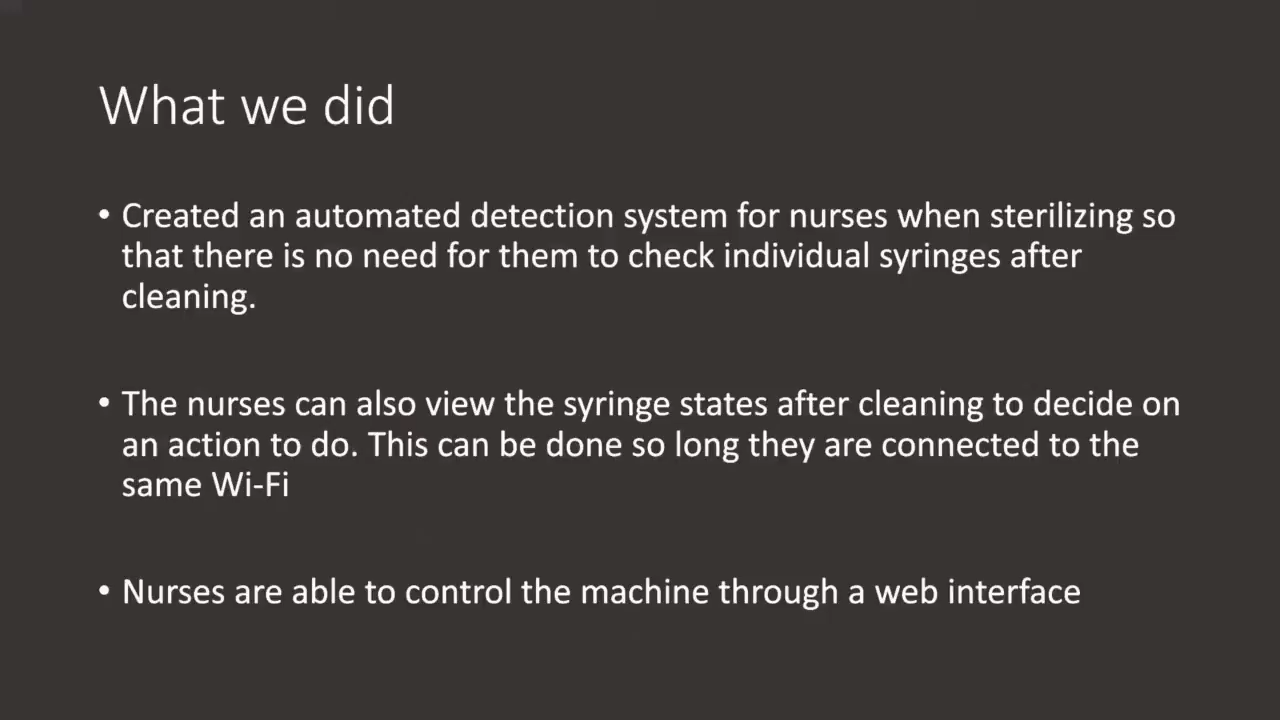 What we did
• Created an automated detection system for nurses when sterilizing so
that there is no need for them to check individual syringes after
cleaning.
• The nurses can also view the syringe states after cleaning to decide on
an action to do. This can be done so long they are connected to the
same Wi-Fi
• Nurses are able to control the machine through a web interface